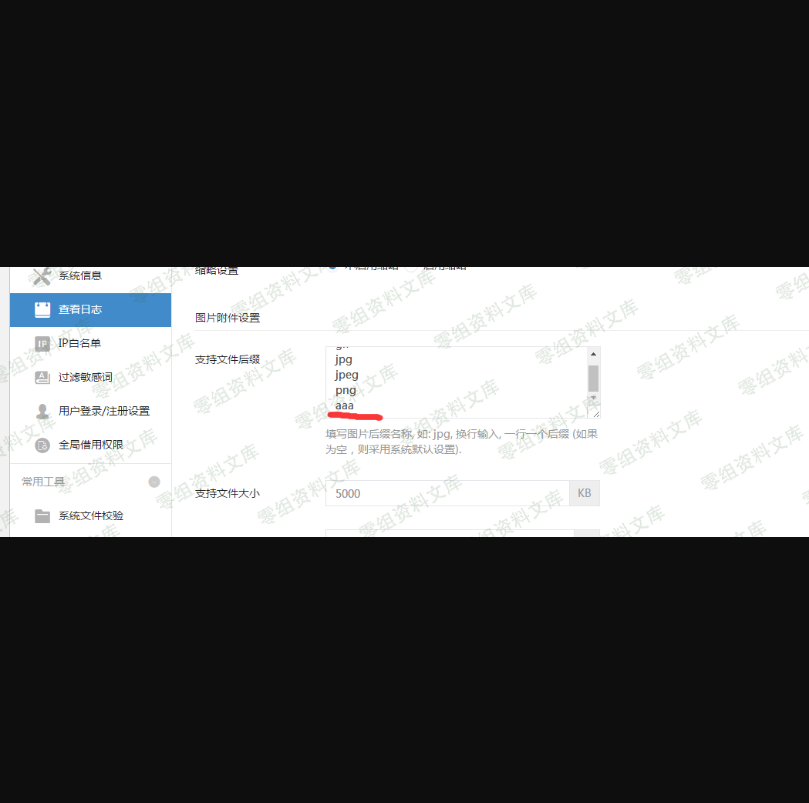 系统信息
查看日志
IP白名单
过滤敏感词
用户登录/注册设置
全局借用权限
常用工具
系统文件校验
缩略设置
图片附件设置
支持文件后缀
jpg
jpeg
png
aaa
填写图片后缀名称, 如: jpg, 换行输入, 一行一个后缀 (如果
为空，则采用系统默认设置).
支持文件大小
5000
KB
零组资料文库